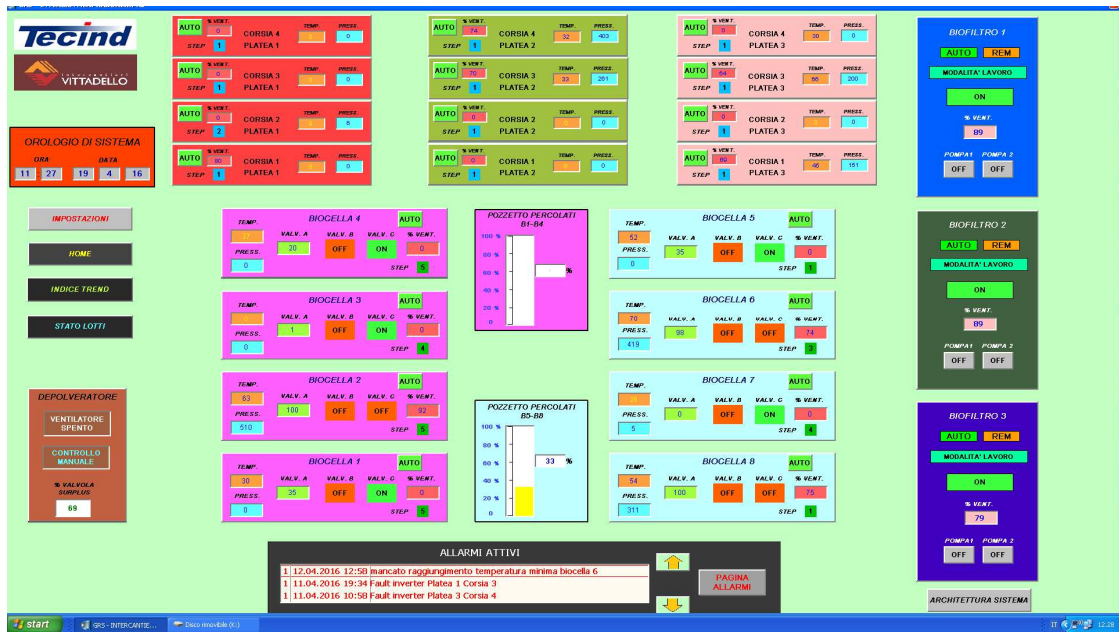 Tecind
intercantieri
VITTADELLO
OROLOGIO DI SISTEMA
ORA DATA
11 : 27 19 4 16
AUTO % VENT. 0 CORSIA 4 TEMP. PRESS. 0
STEP 1 PLATEA 1
AUTO % VENT. 0 CORSIA 3 TEMP. PRESS. 0
STEP 1 PLATEA 1
AUTO % VENT. 0 CORSIA 2 TEMP. PRESS.
STEP 2 PLATEA 1
AUTO % VENT. 80 CORSIA 1 TEMP. PRESS. 0
STEP 1 PLATEA 1
AUTO % VENT. 74 CORSIA 4 TEMP. 32 PRESS. 403
STEP 1 PLATEA 2
AUTO % VENT. 70 CORSIA 3 TEMP. 33 PRESS. 261
STEP 1 PLATEA 2
AUTO % VENT. 0 CORSIA 2 TEMP. PRESS. 0
STEP 1 PLATEA 2
AUTO % VENT. 0 CORSIA 1 TEMP. PRESS. 0
STEP 1 PLATEA 2
AUTO % VENT. 0 CORSIA 4 TEMP. 30 PRESS. 0
STEP 1 PLATEA 3
AUTO % VENT. 64 CORSIA 3 TEMP. 66 PRESS. 200
STEP 1 PLATEA 3
AUTO % VENT. 0 CORSIA 2 TEMP. PRESS. 0
STEP 1 PLATEA 3
AUTO % VENT. 69 CORSIA 1 TEMP. 46 PRESS. 151
STEP 1 PLATEA 3
BIOFILTRO 1
AUTO REM
MODALITA' LAVORO
ON
% VENT.
89
POMPA1 POMPA 2
OFF OFF
IMPOSTAZIONI
HOME
INDICE TREND
STATO LOTTI
BIOCELLA 4 AUTO
TEMP. VALV. A VALV. B VALV. C % VENT.
20 OFF ON 0
PRESS.
0 STEP 5
BIOCELLA 3 AUTO
TEMP. VALV. A VALV. B VALV. C % VENT.
1 OFF ON 0
PRESS.
0 STEP 4
BIOCELLA 2 AUTO
TEMP. VALV. A VALV. B VALV. C % VENT.
63 100 OFF OFF 92
PRESS.
510 STEP 5
BIOCELLA 1 AUTO
TEMP. VALV. A VALV. B VALV. C % VENT.
30 35 OFF ON 0
PRESS.
0 STEP 5
POZZETTO PERCOLATI
B1-B4
100 %
80 %
60 % %
40 %
20 %
0
POZZETTO PERCOLATI
B5-B8
100 %
80 %
60 % 33 %
40 %
20 %
0
BIOCELLA 5 AUTO
TEMP. VALV. A VALV. B VALV. C % VENT.
52 35 OFF ON 0
PRESS.
0 STEP 1
BIOCELLA 6 AUTO
TEMP. VALV. A VALV. B VALV. C % VENT.
70 98 OFF OFF 74
PRESS.
419 STEP 3
BIOCELLA 7 AUTO
TEMP. VALV. A VALV. B VALV. C % VENT.
0 OFF ON 0
PRESS.
5 STEP 4
BIOCELLA 8 AUTO
TEMP. VALV. A VALV. B VALV. C % VENT.
54 100 OFF OFF 75
PRESS.
311 STEP 1
BIOFILTRO 2
AUTO REM
MODALITA' LAVORO
ON
% VENT.
89
POMPA1 POMPA 2
OFF OFF
DEPOLVERATORE
VENTILATORE
SPENTO
CONTROLLO
MANUALE
% VALVOLA
SURPLUS
69
BIOFILTRO 3
AUTO REM
MODALITA' LAVORO
ON
% VENT.
79
POMPA1 POMPA 2
OFF OFF
ALLARMI ATTIVI
1 12.04.2016 12:58 mancato raggiungimento temperatura minima biocella 6
1 11.04.2016 19:34 Fault inverter Platea 1 Corsia 3
1 11.04.2016 10:58 Fault inverter Platea 3 Corsia 4
PAGINA
ALLARMI
ARCHITETTURA SISTEMA
start GRS - INTERCANTIE... Disco rimovibile (K:) IT 12.28